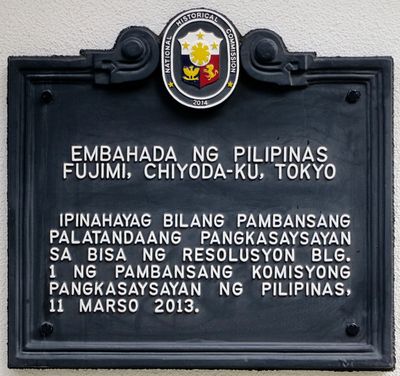 NATIONAL HISTORICAL COMMISSION
2014
EMBAHADA NG PILIPINAS
FUJIMI, CHIYODA-KU, TOKYO
IPINAHAYAG BILANG PAMBANSANG
PALATANDAANG PANGKASAYSAYAN
SA BISA NG RESOLUSYON BLG.
1 NG PAMBANSANG KOMISYONG
PANGKASAYSAYAN NG PILIPINAS,
11 MARSO 2013.